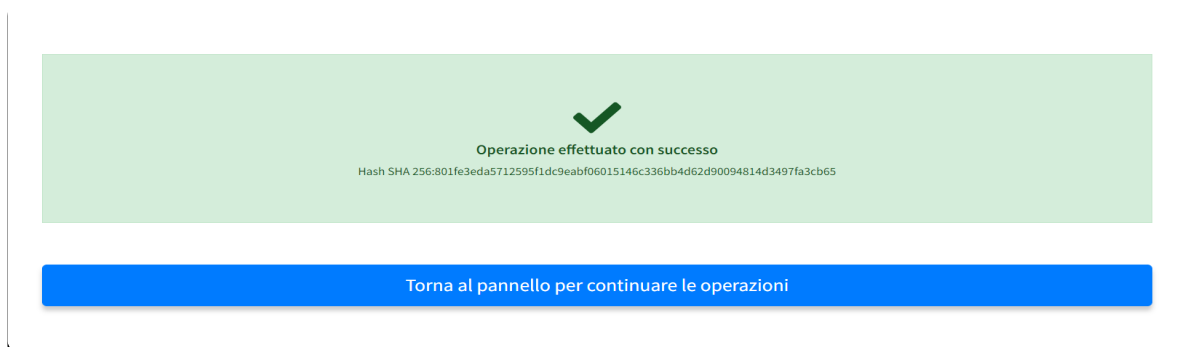 Operazione effettuato con successo
Hash SHA 256:801fe3eda5712595f1dc9eabf06015146c336bb4d62d90094814d3497fa3cb65
Torna al pannello per continuare le operazioni